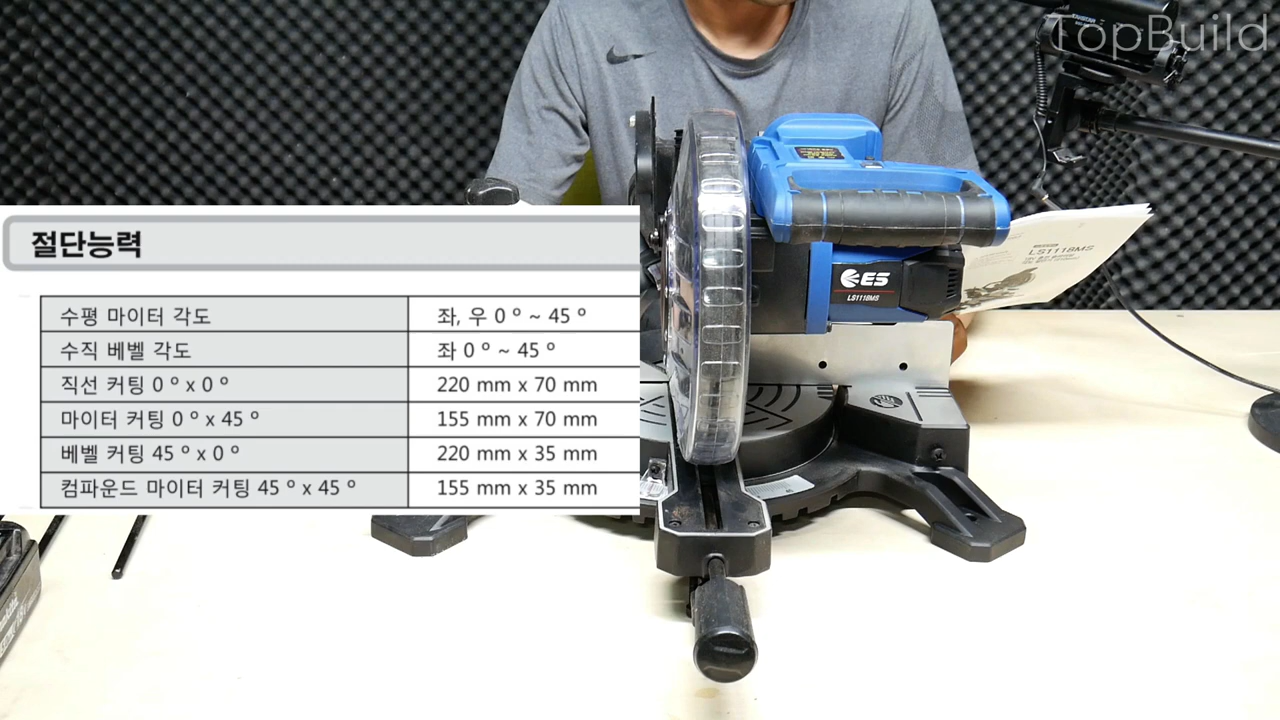 TopBuild
절단능력
수평 마이터 각도 좌, 우 0 º ~ 45 º
수직 베벨 각도 좌 0 º ~ 45 º
직선 커팅 0 º x 0 º 220 mm x 70 mm
마이터 커팅 0 º x 45 º 155 mm x 70 mm
베벨 커팅 45 º x 0 º 220 mm x 35 mm
컴파운드 마이터 커팅 45 º x 45 º 155 mm x 35 mm
ES
LS1118MS
LS1118MS